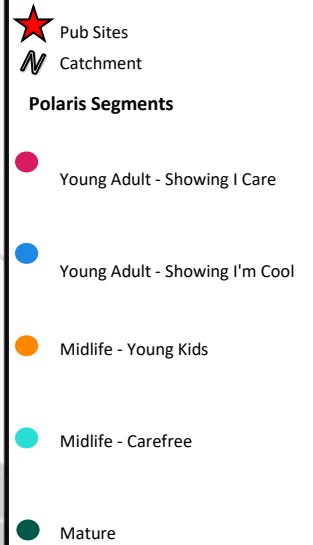 Pub Sites
Catchment
Polaris Segments
Young Adult - Showing I Care
Young Adult - Showing I'm Cool
Midlife - Young Kids
Midlife - Carefree
Mature